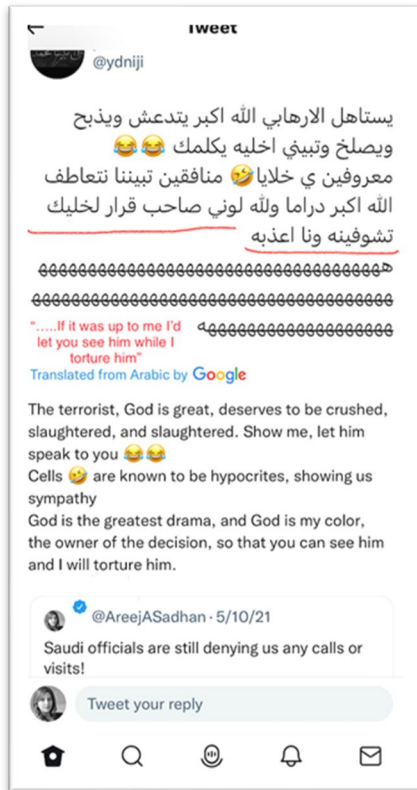 Tweet
@ydniji
يستاهل الارهابي الله اكبر يتدعش ويذبح
ويصلخ وتبيني اخليه يكلمك 😂😂
معروفين ي خلايا🤣 منافقين تبيننا نتعاطف
الله اكبر دراما ولله لوني صاحب قرار لخليك
تشوفينه ونا اعذبه
".....If it was up to me I'd
let you see him while I
torture him"
Translated from Arabic by Google
The terrorist, God is great, deserves to be crushed,
slaughtered, and slaughtered. Show me, let him
speak to you 😂😂
Cells 🤣 are known to be hypocrites, showing us
sympathy
God is the greatest drama, and God is my color,
the owner of the decision, so that you can see him
and I will torture him.
@AreejASadhan · 5/10/21
Saudi officials are still denying us any calls or
visits!
Tweet your reply